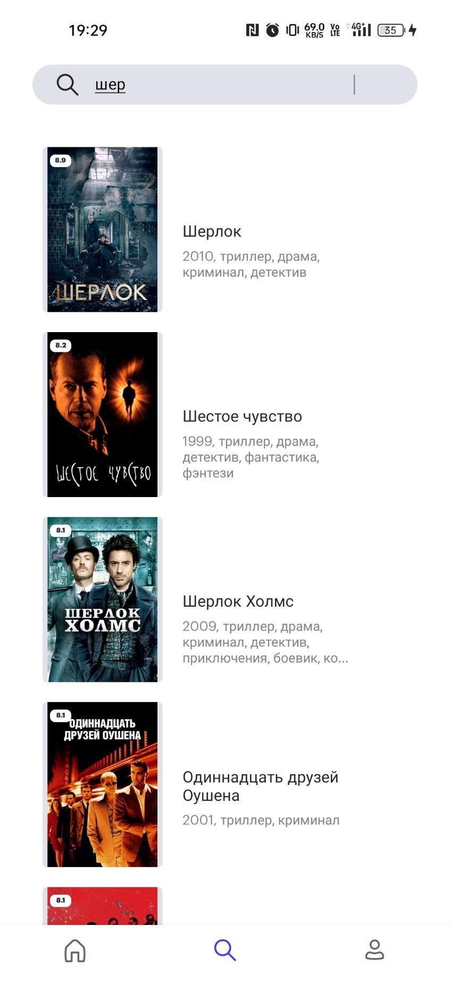 19:29
69.0
KB/S
Vo
LTE
4G+
35
шер
8.9
ШЕРЛОК
Шерлок
2010, триллер, драма,
криминал, детектив
8.2
ШЕСТОЕ ЧУВСТВО
Шестое чувство
1999, триллер, драма,
детектив, фантастика,
фэнтези
8.1
ШЕРЛОК
ХОЛМС
Шерлок Холмс
2009, триллер, драма,
криминал, детектив,
приключения, боевик, ко...
8.1
ОДИННАДЦАТЬ
ДРУЗЕЙ ОУШЕНА
Одиннадцать друзей
Оушена
2001, триллер, криминал
8.1